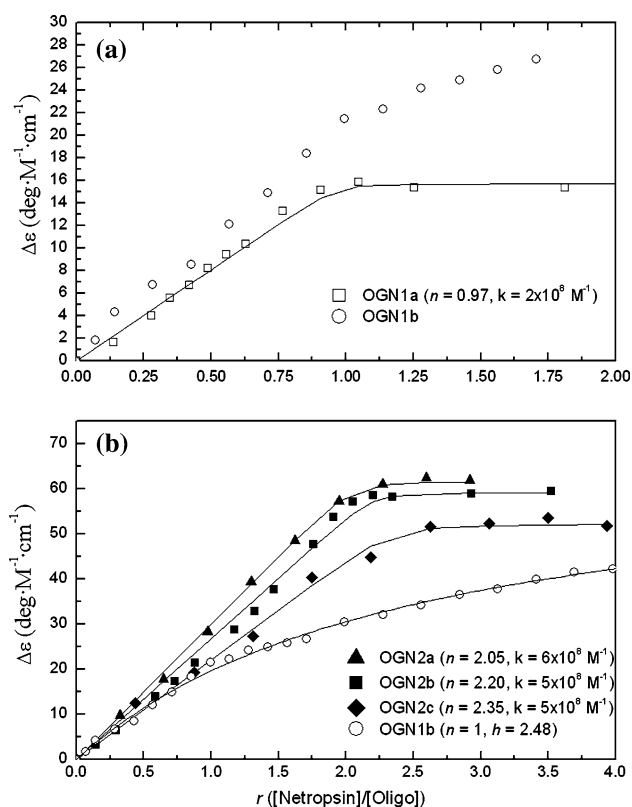 (a)
30
28
26
24
22
20
18
16
14
12
10
8
6
4
2
0
Δε (deg·M⁻¹·cm⁻¹)
OGN1a (n = 0.97, k = 2x10⁸ M⁻¹)
OGN1b
0.00 0.25 0.50 0.75 1.00 1.25 1.50 1.75 2.00
(b)
70
60
50
40
30
20
10
0
Δε (deg·M⁻¹·cm⁻¹)
OGN2a (n = 2.05, k = 6x10⁸ M⁻¹)
OGN2b (n = 2.20, k = 5x10⁸ M⁻¹)
OGN2c (n = 2.35, k = 5x10⁸ M⁻¹)
OGN1b (n = 1, h = 2.48)
0.0 0.5 1.0 1.5 2.0 2.5 3.0 3.5 4.0
r ([Netropsin]/[Oligo])